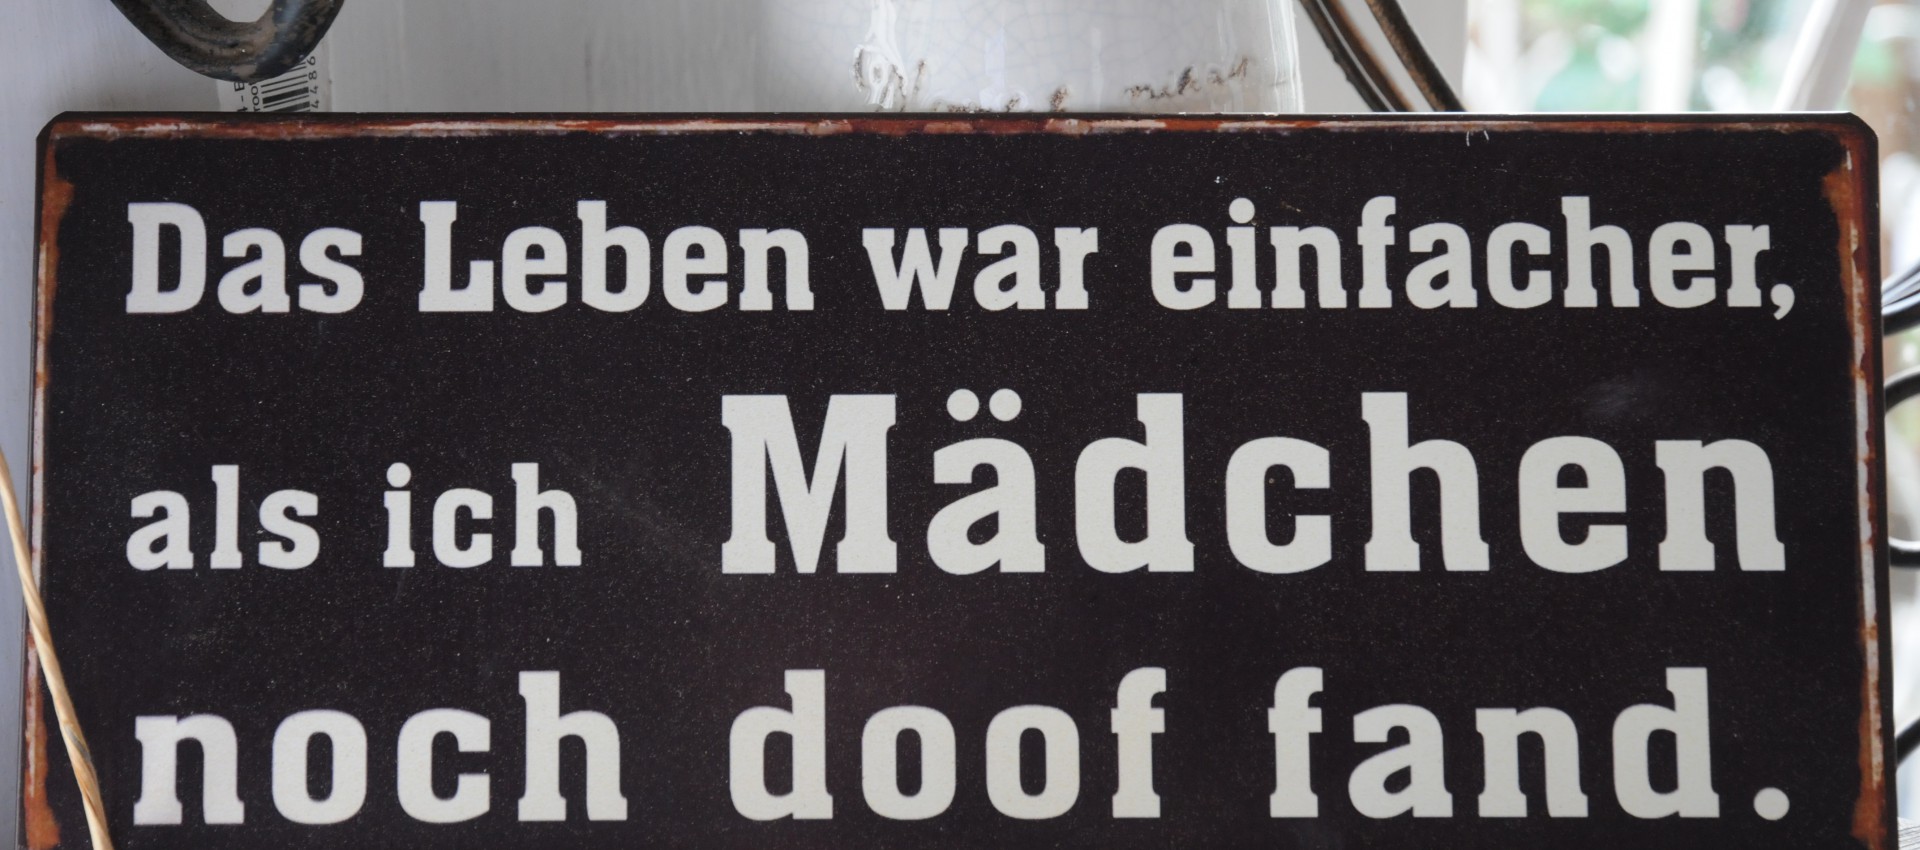 Das Leben war einfacher,
als ich Mädchen
noch doof fand.